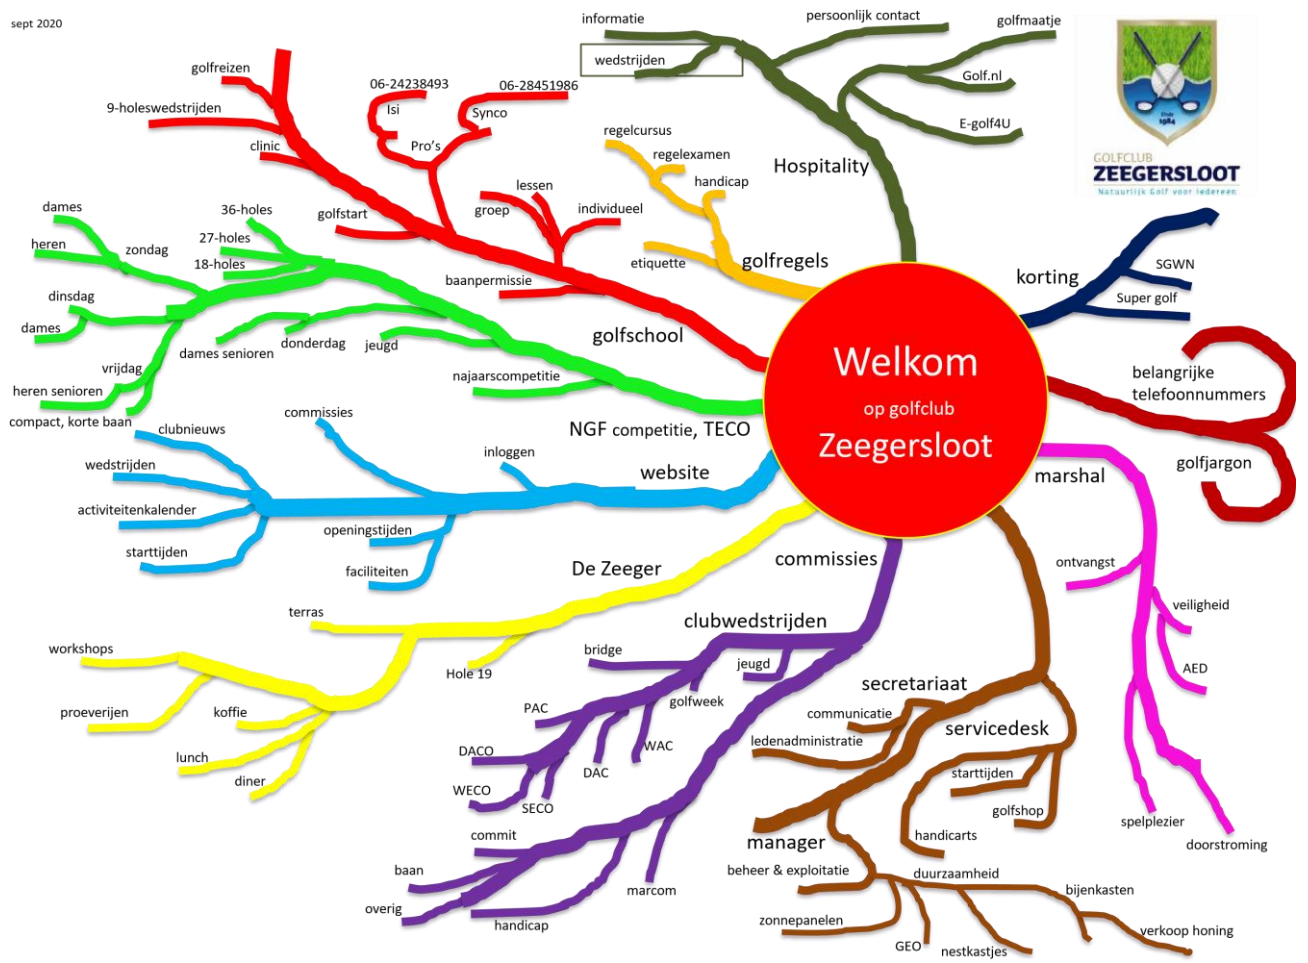 sept 2020
informatie
wedstrijden
persoonlijk contact
golfmaatje
Golf.nl
E-golf4U
Hospitality
Sinds
1984
GOLFCLUB
ZEEGERSLOOT
Natuurlijk Golf voor iedereen
golfreizen
9-holeswedstrijden
clinic
golfstart
06-24238493
Isi
06-28451986
Synco
Pro's
lessen
groep
individueel
baanpermissie
golfschool
regelcursus
regelexamen
handicap
etiquette
golfregels
korting
SGWN
Super golf
belangrijke
telefoonnummers
golfjargon
dames
heren
zondag
36-holes
27-holes
18-holes
dinsdag
dames
vrijdag
heren senioren
compact, korte baan
dames senioren
donderdag
jeugd
najaarscompetitie
NGF competitie, TECO
Welkom
op golfclub
Zeegersloot
commissies
clubnieuws
wedstrijden
activiteitenkalender
starttijden
inloggen
website
openingstijden
faciliteiten
marshal
ontvangst
veiligheid
AED
spelplezier
doorstroming
De Zeeger
terras
Hole 19
workshops
proeverijen
koffie
lunch
diner
commissies
clubwedstrijden
bridge
jeugd
golfweek
PAC
WAC
DACO
DAC
WECO
SECO
commit
baan
overig
handicap
marcom
secretariaat
communicatie
ledenadministratie
servicedesk
starttijden
golfshop
handicarts
manager
beheer & exploitatie
duurzaamheid
zonnepanelen
GEO
nestkastjes
bijenkasten
verkoop honing